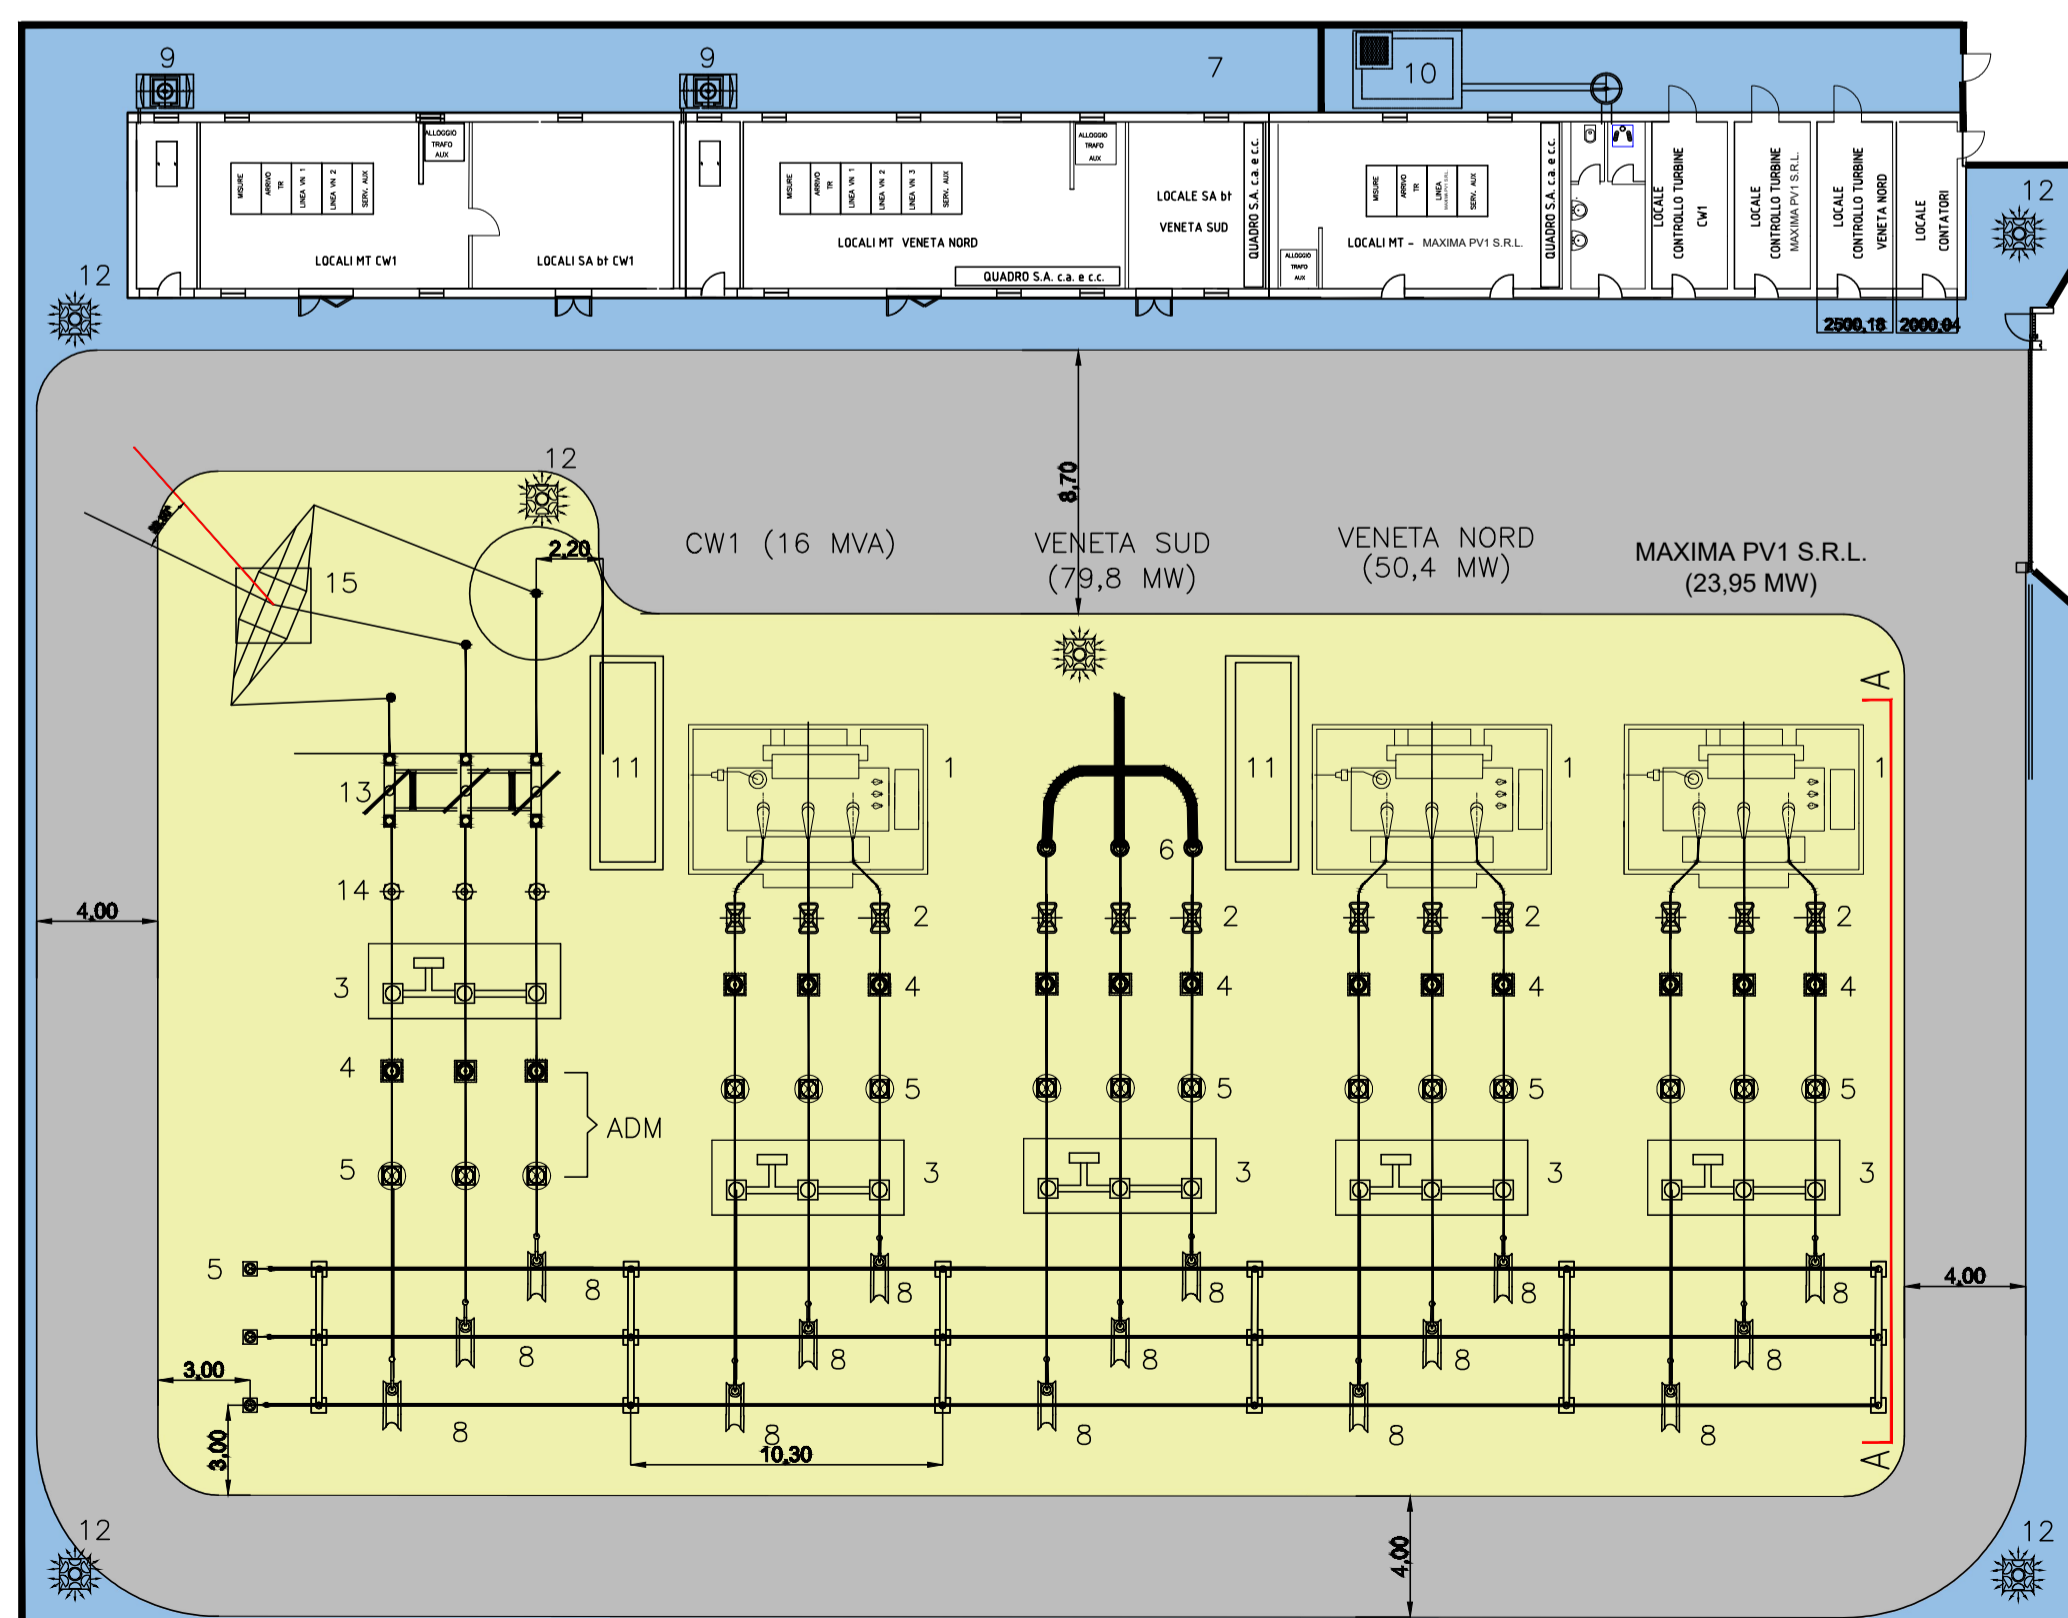 9
9
7
10
12
12
ALLOGGIO
TRAFO
AUX
MISURE
ARRIVO
TR
LINEA VN 1
LINEA VN 2
SERV. AUX
LOCALI MT CW1
LOCALI SA bt CW1
ALLOGGIO
TRAFO
AUX
MISURE
ARRIVO
TR
LINEA VN 1
LINEA VN 2
LINEA VN 3
SERV. AUX
LOCALI MT VENETA NORD
QUADRO S.A. c.a. e c.c.
LOCALE SA bt
VENETA SUD
QUADRO S.A. c.a. e c.c.
MISURE
ARRIVO
TR
LINEA
MAXIMA PV1 S.R.L.
SERV. AUX
LOCALI MT - MAXIMA PV1 S.R.L.
ALLOGGIO
TRAFO
AUX
QUADRO S.A. c.a. e c.c.
LOCALE
CONTROLLO TURBINE
CW1
LOCALE
CONTROLLO TURBINE
MAXIMA PV1 S.R.L.
LOCALE
CONTROLLO TURBINE
VENETA NORD
LOCALE
CONTATORI
2500,18
2000,04
12
8,70
2,20
15
CW1 (16 MVA)
VENETA SUD
(79,8 MW)
VENETA NORD
(50,4 MW)
MAXIMA PV1 S.R.L.
(23,95 MW)
A
13
11
1
6
11
1
1
14
4,00
2
2
2
2
3
4
4
4
4
4
5
5
5
5
ADM
5
3
3
3
3
5
8
8
8
8
8
4,00
8
8
8
8
8
3,00
8
8
8
8
8
3,00
10,30
A
12
4,00
12